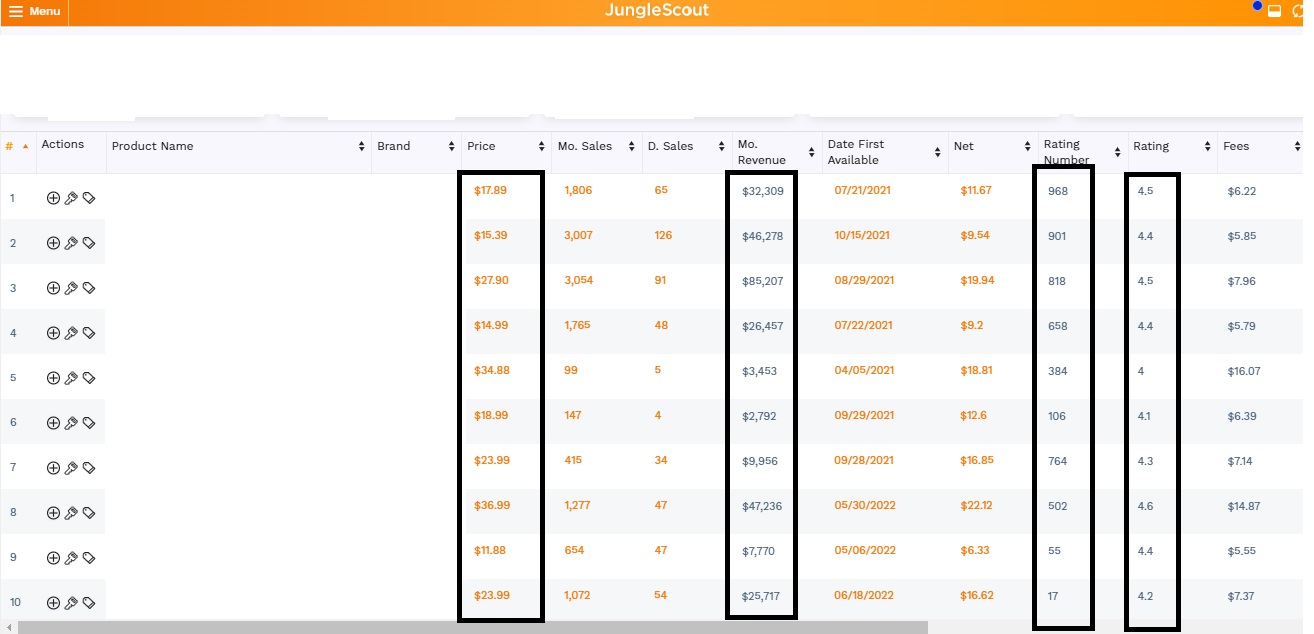 Menu
JungleScout
# Actions Product Name Brand Price Mo. Sales D. Sales Mo. Revenue Date First Available Net Rating Number Rating Fees
1 $17.89 1,806 65 $32,309 07/21/2021 $11.67 968 4.5 $6.22
2 $15.39 3,007 126 $46,278 10/15/2021 $9.54 901 4.4 $5.85
3 $27.90 3,054 91 $85,207 08/29/2021 $19.94 818 4.5 $7.96
4 $14.99 1,765 48 $26,457 07/22/2021 $9.2 658 4.4 $5.79
5 $34.88 99 5 $3,453 04/05/2021 $18.81 384 4 $16.07
6 $18.99 147 4 $2,792 09/29/2021 $12.6 106 4.1 $6.39
7 $23.99 415 34 $9,956 09/28/2021 $16.85 764 4.3 $7.14
8 $36.99 1,277 47 $47,236 05/30/2022 $22.12 502 4.6 $14.87
9 $11.88 654 47 $7,770 05/06/2022 $6.33 55 4.4 $5.55
10 $23.99 1,072 54 $25,717 06/18/2022 $16.62 17 4.2 $7.37